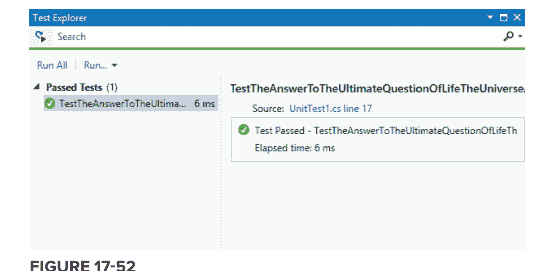 Test Explorer
Search
Run All | Run...
Passed Tests (1)
TestTheAnswerToTheUltima... 6 ms
TestTheAnswerToTheUltimateQuestionOfLifeTheUniverse.
Source: UnitTest1.cs line 17
Test Passed - TestTheAnswerToTheUltimateQuestionOfLifeTh
Elapsed time: 6 ms
FIGURE 17-52